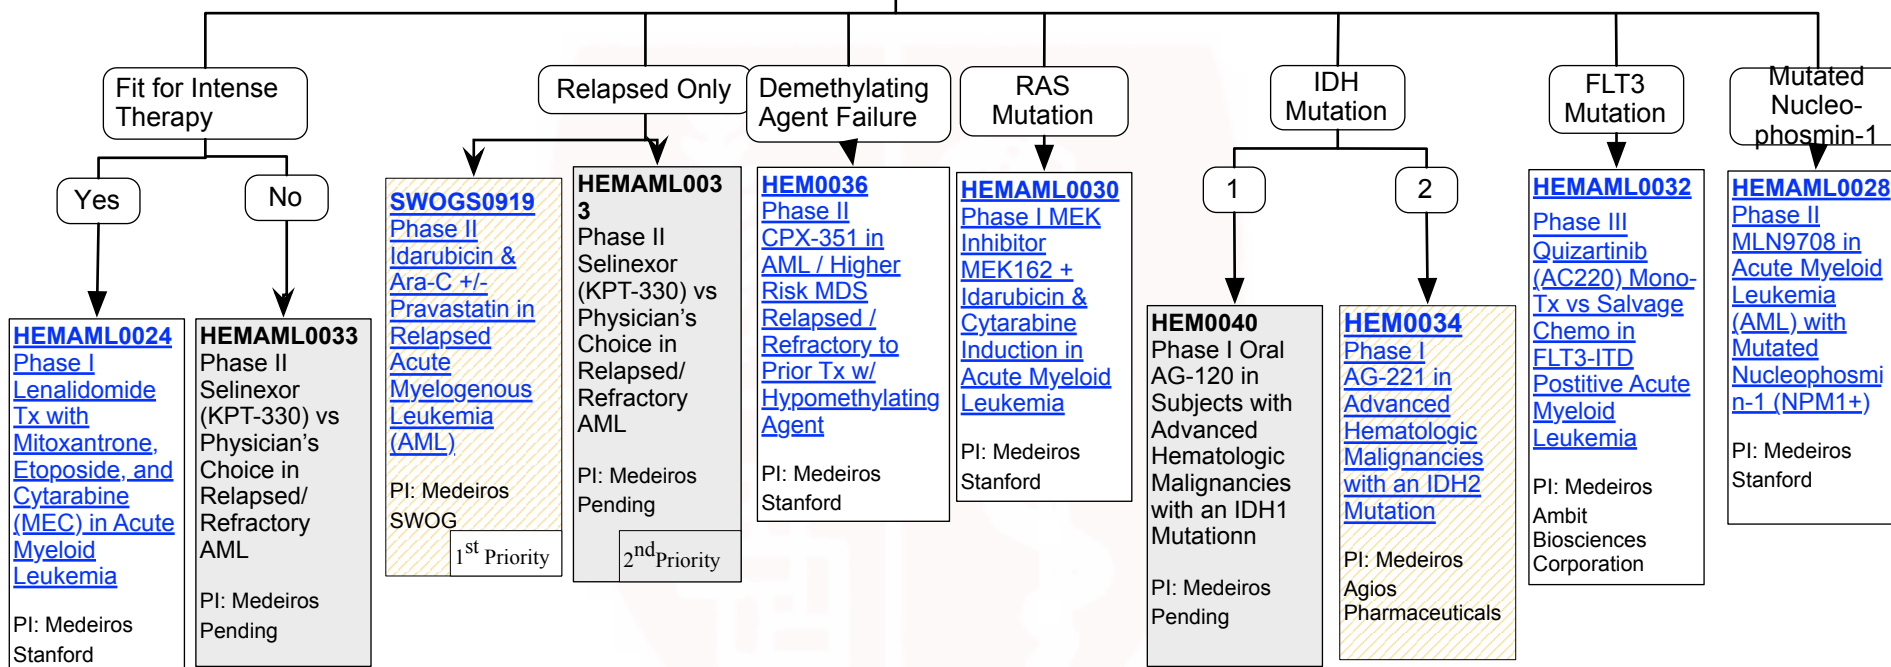 Fit for Intense
Therapy
Yes
No
HEMAML0024
Phase I
Lenalidomide
Tx with
Mitoxantrone,
Etoposide, and
Cytarabine
(MEC) in Acute
Myeloid
Leukemia
PI: Medeiros
Stanford
HEMAML0033
Phase II
Selinexor
(KPT-330) vs
Physician’s
Choice in
Relapsed/
Refractory
AML
PI: Medeiros
Pending
Relapsed Only
SWOGS0919
Phase II
Idarubicin &
Ara-C +/-
Pravastatin in
Relapsed
Acute
Myelogenous
Leukemia
(AML)
PI: Medeiros
SWOG
1st Priority
HEMAML003
3
Phase II
Selinexor
(KPT-330) vs
Physician’s
Choice in
Relapsed/
Refractory
AML
PI: Medeiros
Pending
2nd Priority
Demethylating
Agent Failure
HEM0036
Phase II
CPX-351 in
AML / Higher
Risk MDS
Relapsed /
Refractory to
Prior Tx w/
Hypomethylating
Agent
PI: Medeiros
Stanford
RAS
Mutation
HEMAML0030
Phase I MEK
Inhibitor
MEK162 +
Idarubicin &
Cytarabine
Induction in
Acute Myeloid
Leukemia
PI: Medeiros
Stanford
IDH
Mutation
1
2
HEM0040
Phase I Oral
AG-120 in
Subjects with
Advanced
Hematologic
Malignancies
with an IDH1
Mutationn
PI: Medeiros
Pending
HEM0034
Phase I
AG-221 in
Advanced
Hematologic
Malignancies
with an IDH2
Mutation
PI: Medeiros
Agios
Pharmaceuticals
FLT3
Mutation
HEMAML0032
Phase III
Quizartinib
(AC220) Mono-
Tx vs Salvage
Chemo in
FLT3-ITD
Postitive Acute
Myeloid
Leukemia
PI: Medeiros
Ambit
Biosciences
Corporation
Mutated
Nucleo-
phosmin-1
HEMAML0028
Phase II
MLN9708 in
Acute Myeloid
Leukemia
(AML) with
Mutated
Nucleophosmi
n-1 (NPM1+)
PI: Medeiros
Stanford